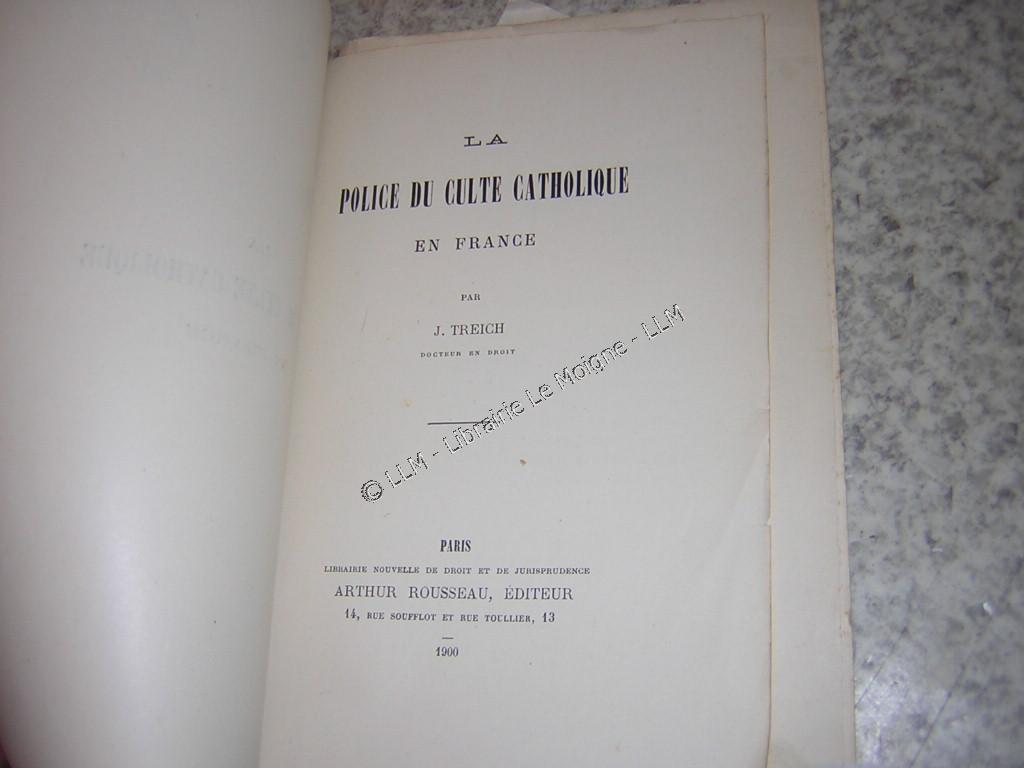 LA
POLICE DU CULTE CATHOLIQUE
EN FRANCE
PAR
J. TREICH
DOCTEUR EN DROIT
© LLM - Librairie Le Moigne - LLM
PARIS
LIBRAIRIE NOUVELLE DE DROIT ET DE JURISPRUDENCE
ARTHUR ROUSSEAU, ÉDITEUR
14, RUE SOUFFLOT ET RUE TOULLIER, 13
1900